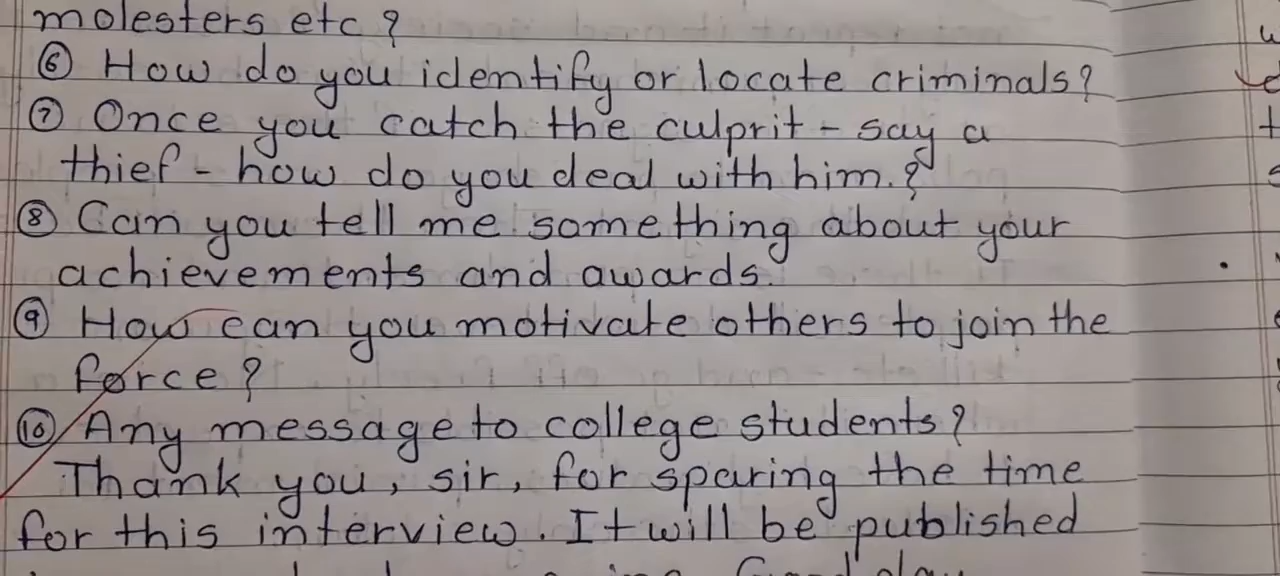 molesters etc?
⑥ How do you identify or locate criminals?
⑦ Once you catch the culprit - say a
thief - how do you deal with him.?
⑧ Can you tell me something about your
achievements and awards.
⑨ How can you motivate others to join the
force?
⑩ Any message to college students?
Thank you, sir, for sparing the time
for this interview. It will be published
Good day